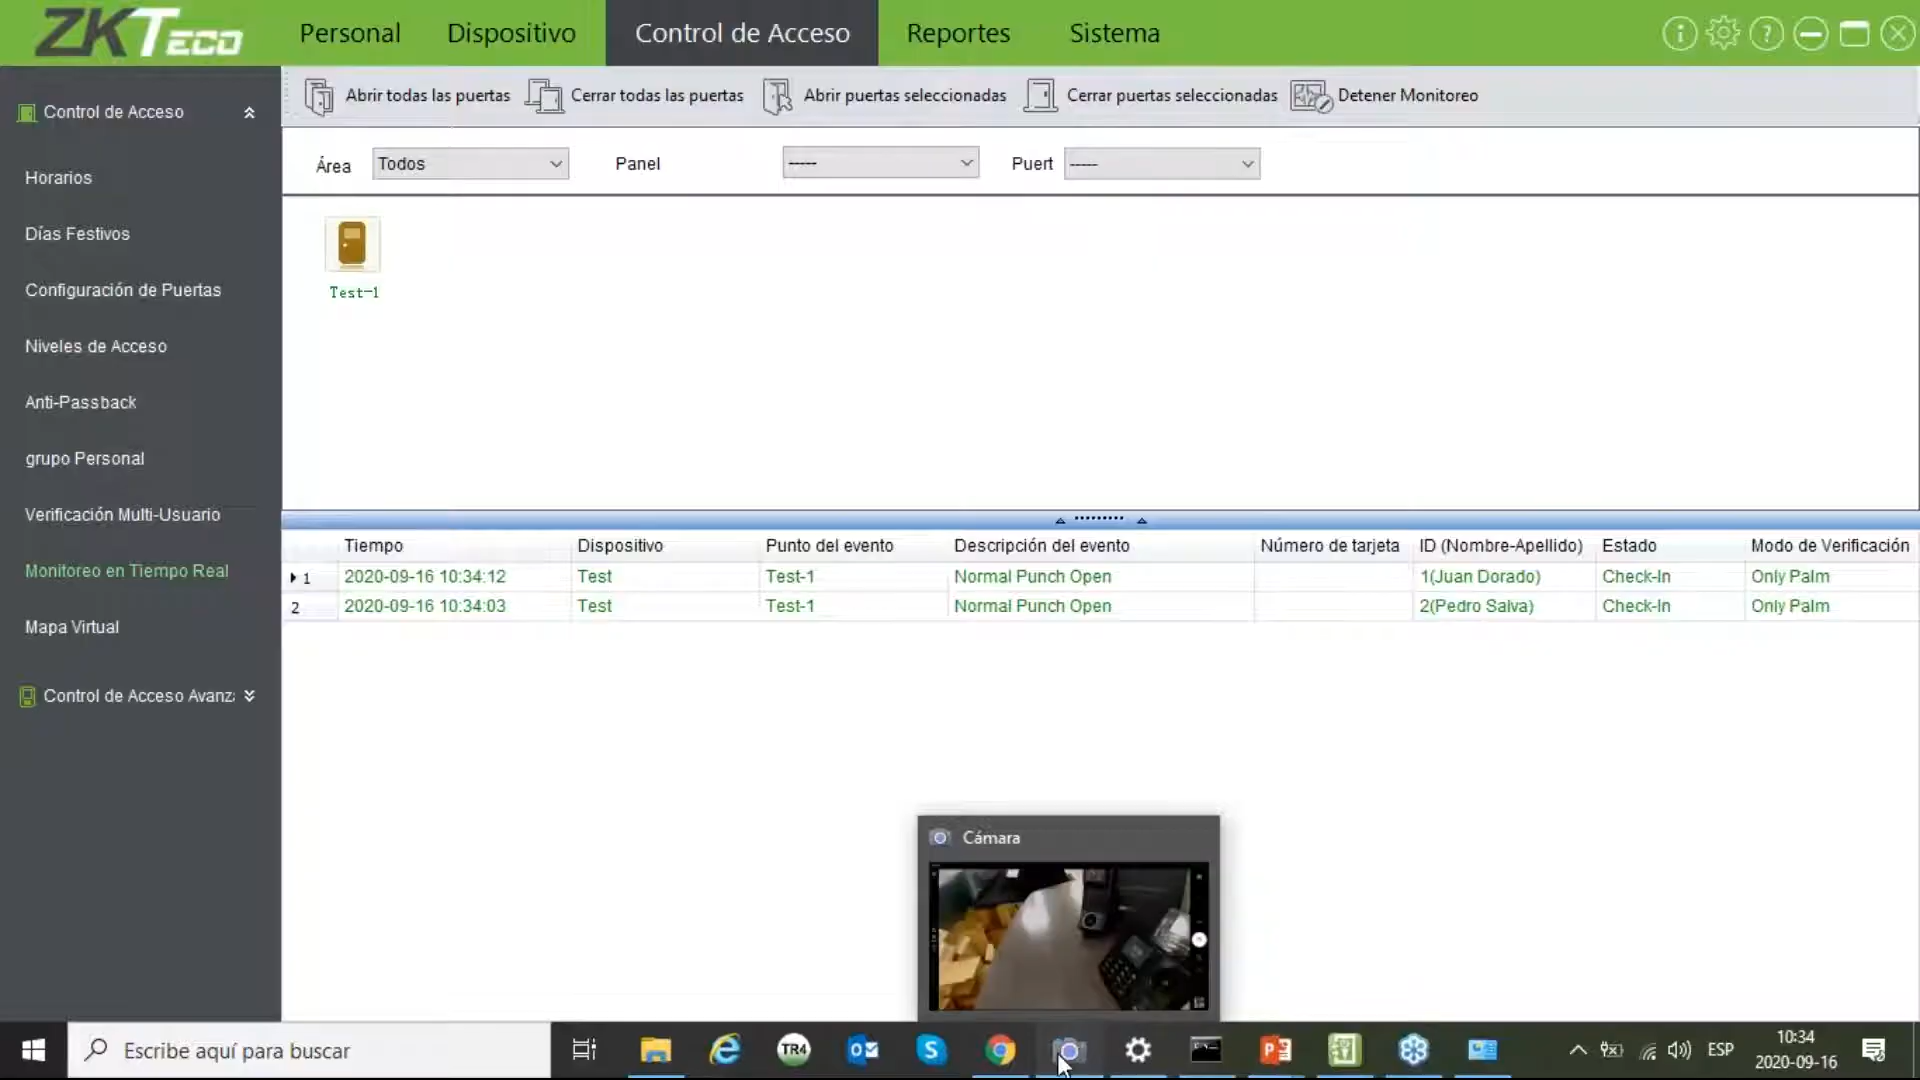 ZKTeco
Personal Dispositivo Control de Acceso Reportes Sistema
Control de Acceso
Abrir todas las puertas Cerrar todas las puertas Abrir puertas seleccionadas Cerrar puertas seleccionadas Detener Monitoreo
Área Todos Panel ----- Puert -----
Horarios
Días Festivos
Configuración de Puertas
Niveles de Acceso
Anti-Passback
grupo Personal
Verificación Multi-Usuario
Monitoreo en Tiempo Real
Mapa Virtual
Control de Acceso Avanz
Test-1
Tiempo Dispositivo Punto del evento Descripción del evento Número de tarjeta ID (Nombre-Apellido) Estado Modo de Verificación
1 2020-09-16 10:34:12 Test Test-1 Normal Punch Open 1(Juan Dorado) Check-In Only Palm
2 2020-09-16 10:34:03 Test Test-1 Normal Punch Open 2(Pedro Salva) Check-In Only Palm
Cámara
Escribe aquí para buscar
TR4
ESP
10:34
2020-09-16